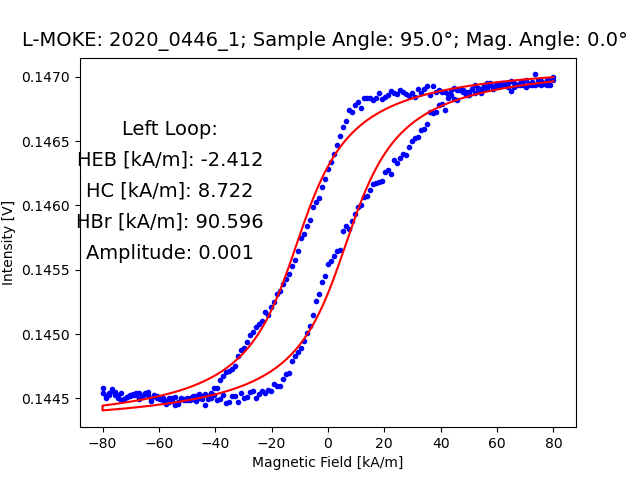 L-MOKE: 2020_0446_1; Sample Angle: 95.0°; Mag. Angle: 0.0°
0.1470
0.1465
0.1460
0.1455
0.1450
0.1445
Intensity [V]
Left Loop:
HEB [kA/m]: -2.412
HC [kA/m]: 8.722
HBr [kA/m]: 90.596
Amplitude: 0.001
−80 −60 −40 −20 0 20 40 60 80
Magnetic Field [kA/m]